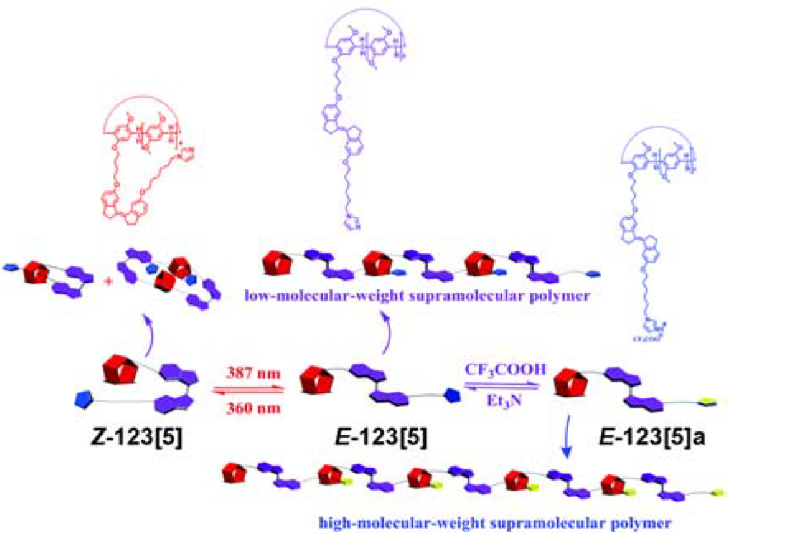 +
low-molecular-weight supramolecular polymer
387 nm
360 nm
CF3COOH
Et3N
Z-123[5]
E-123[5]
E-123[5]a
high-molecular-weight supramolecular polymer